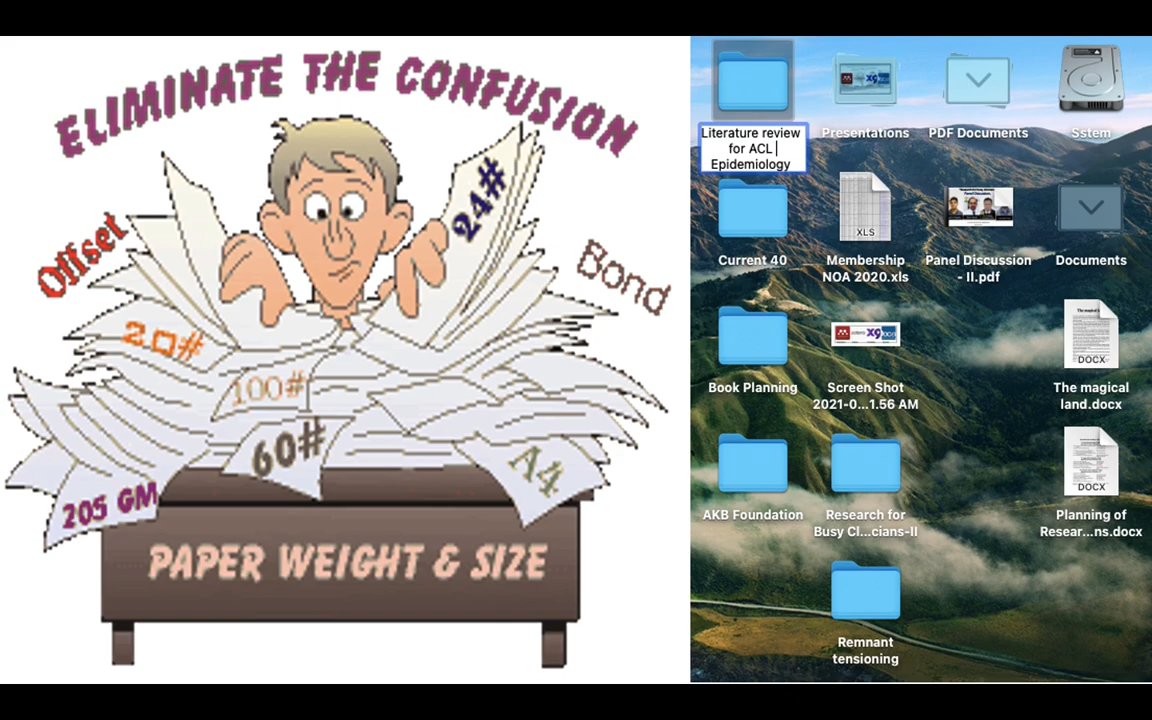 ELIMINATE THE CONFUSION
Offset
24#
Bond
20#
100#
60#
A4
205 GM
PAPER WEIGHT & SIZE
Literature review
for ACL
Epidemiology
Presentations
PDF Documents
Sstem
Current 40
XLS
Membership
NOA 2020.xls
Panel Discussion
- II.pdf
Documents
Book Planning
Screen Shot
2021-0...1.56 AM
DOCX
The magical
land.docx
AKB Foundation
Research for
Busy Cl...cians-II
DOCX
Planning of
Resear...ns.docx
Remnant
tensioning